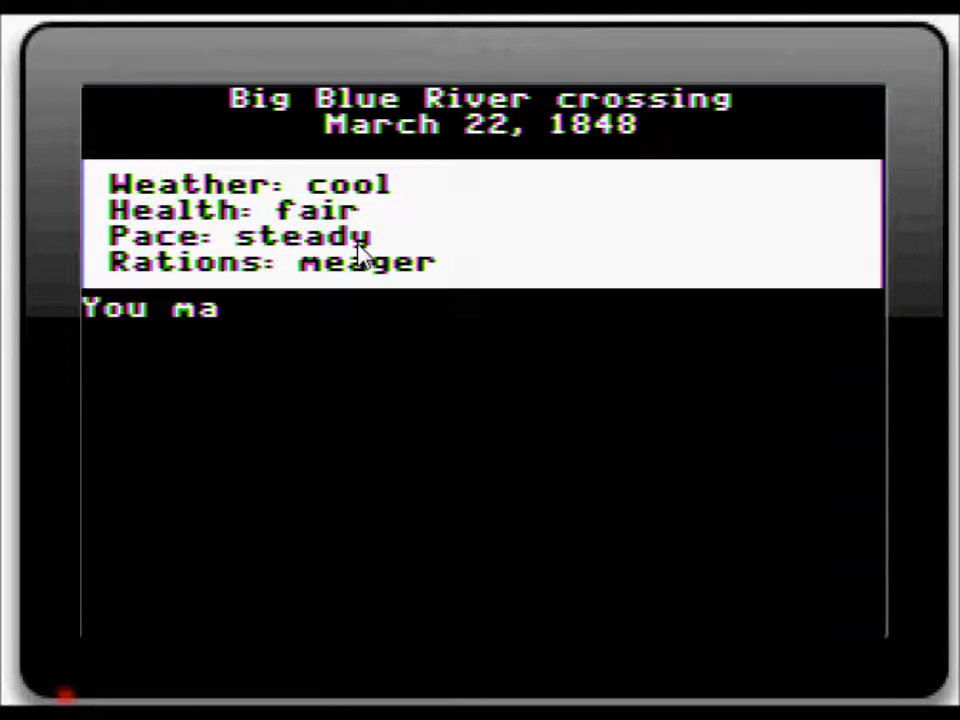 Big Blue River crossing
March 22, 1848
Weather: cool
Health: fair
Pace: steady
Rations: meager
You ma